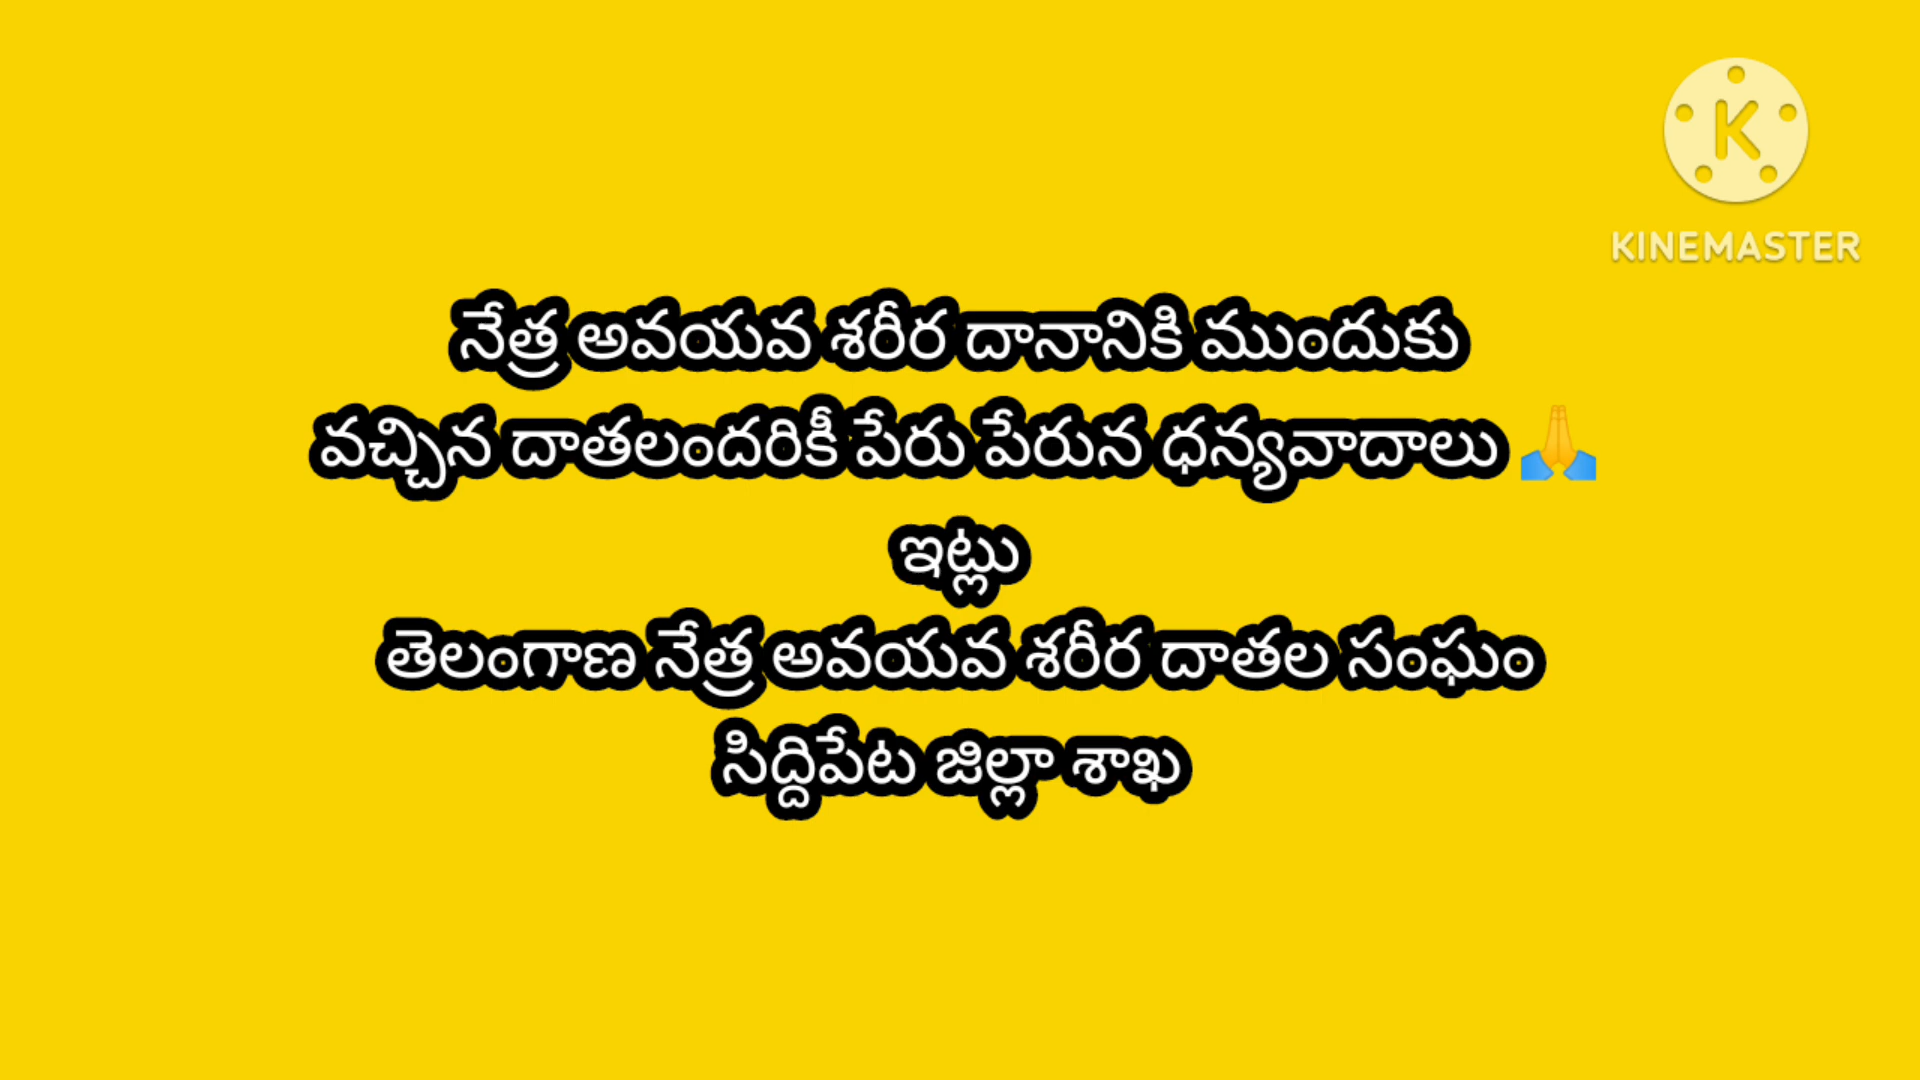 KINEMASTER
నేత్ర అవయవ శరీర దానానికి ముందుకు
వచ్చిన దాతలందరికీ పేరు పేరున ధన్యవాదాలు 🙏
ఇట్లు
తెలంగాణ నేత్ర అవయవ శరీర దాతల సంఘం
సిద్దిపేట జిల్లా శాఖ